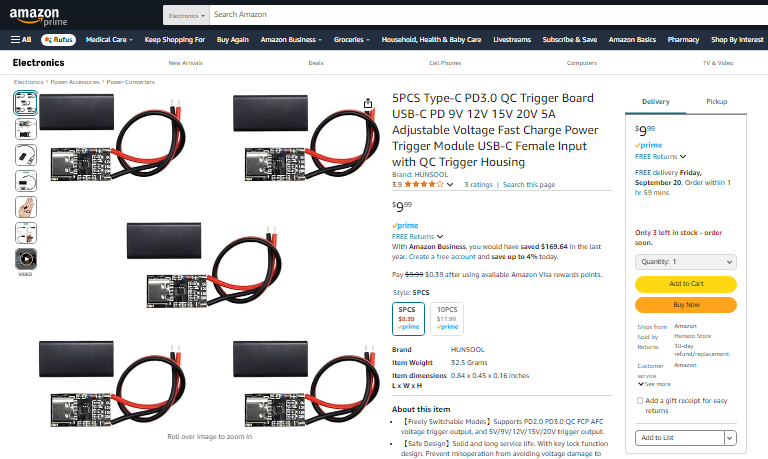 amazon
prime
Electronics
Search Amazon
All
Rufus
Medical Care
Keep Shopping For
Buy Again
Amazon Business
Groceries
Household, Health & Baby Care
Livestreams
Subscribe & Save
Amazon Basics
Pharmacy
Shop By Interest
Electronics
New Arrivals
Deals
Cell Phones
Computers
TV & Video
Electronics › Power Accessories › Power Converters
VIDEO
Roll over image to zoom in
5PCS Type-C PD3.0 QC Trigger Board
USB-C PD 9V 12V 15V 20V 5A
Adjustable Voltage Fast Charge Power
Trigger Module USB-C Female Input
with QC Trigger Housing
Brand: HUNSOOL
3.9
3 ratings | Search this page
$9.99
prime
FREE Returns
With Amazon Business, you would have saved $169.64 in the last
year. Create a free account and save up to 4% today.
Pay $9.99 $0.39 after using available Amazon Visa rewards points.
Style: 5PCS
5PCS
$9.99
prime
10PCS
$17.99
prime
Brand HUNSOOL
Item Weight 32.5 Grams
Item dimensions 0.84 x 0.45 x 0.16 inches
L x W x H
About this item
• 【Freely Switchable Modes】Supports PD2.0 PD3.0 QC FCP AFC
voltage trigger output, and 5V/9V/12V/15V/20V trigger output.
• 【Safe Design】Solid and long service life. With key lock function
design. Prevent misoperation from avoiding voltage damage to
Delivery
Pickup
$9.99
prime
FREE Returns
FREE delivery Friday,
September 20. Order within 1
hr 59 mins
Only 3 left in stock - order
soon.
Quantity: 1
Add to Cart
Buy Now
Ships from Amazon
Sold by Hunsoo Store
Returns 30-day
refund/replacement
Customer Amazon
service
See more
Add a gift receipt for easy
returns
Add to List